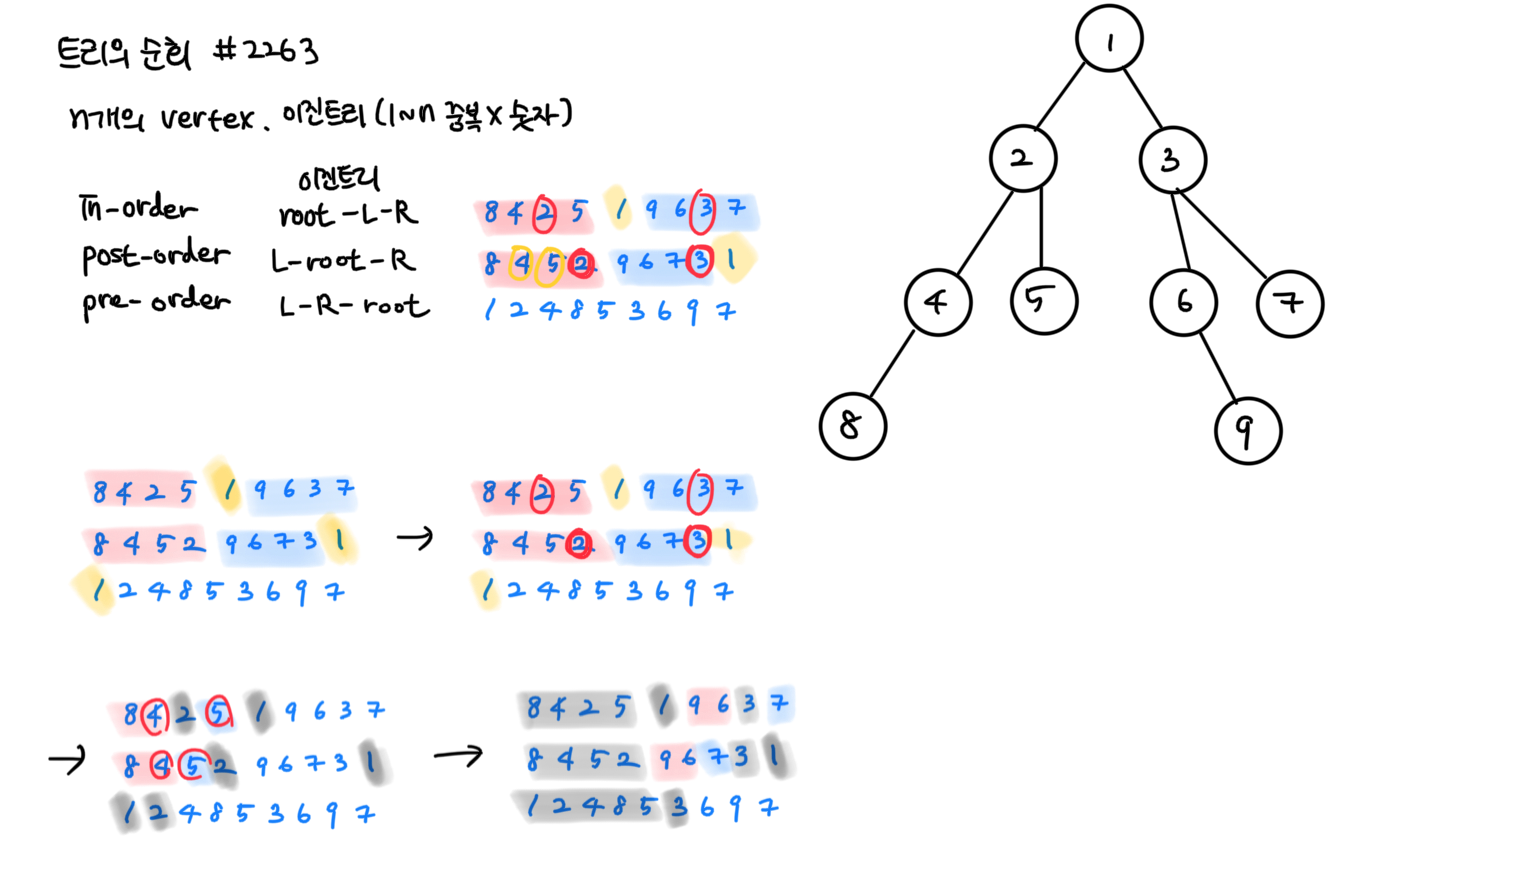 트리의 순회 #2263
n개의 vertex. 이진트리 (1~n 중복X 숫자)
이진트리
In-order root-L-R 8 4 2 5 1 9 6 3 7
post-order L-root-R 8 4 5 2 9 6 7 3 1
pre-order L-R-root 1 2 4 8 5 3 6 9 7
1
2 3
4 5 6 7
8 9
8 4 2 5 1 9 6 3 7
8 4 5 2 9 6 7 3 1 →
1 2 4 8 5 3 6 9 7
8 4 2 5 1 9 6 3 7
8 4 5 2 9 6 7 3 1
1 2 4 8 5 3 6 9 7
8 4 2 5 1 9 6 3 7
→ 8 4 5 2 9 6 7 3 1 →
1 2 4 8 5 3 6 9 7
8 4 2 5 1 9 6 3 7
8 4 5 2 9 6 7 3 1
1 2 4 8 5 3 6 9 7